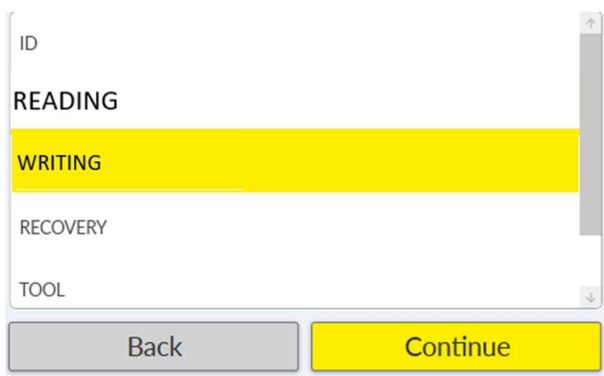 ID
READING
WRITING
RECOVERY
TOOL
Back Continue